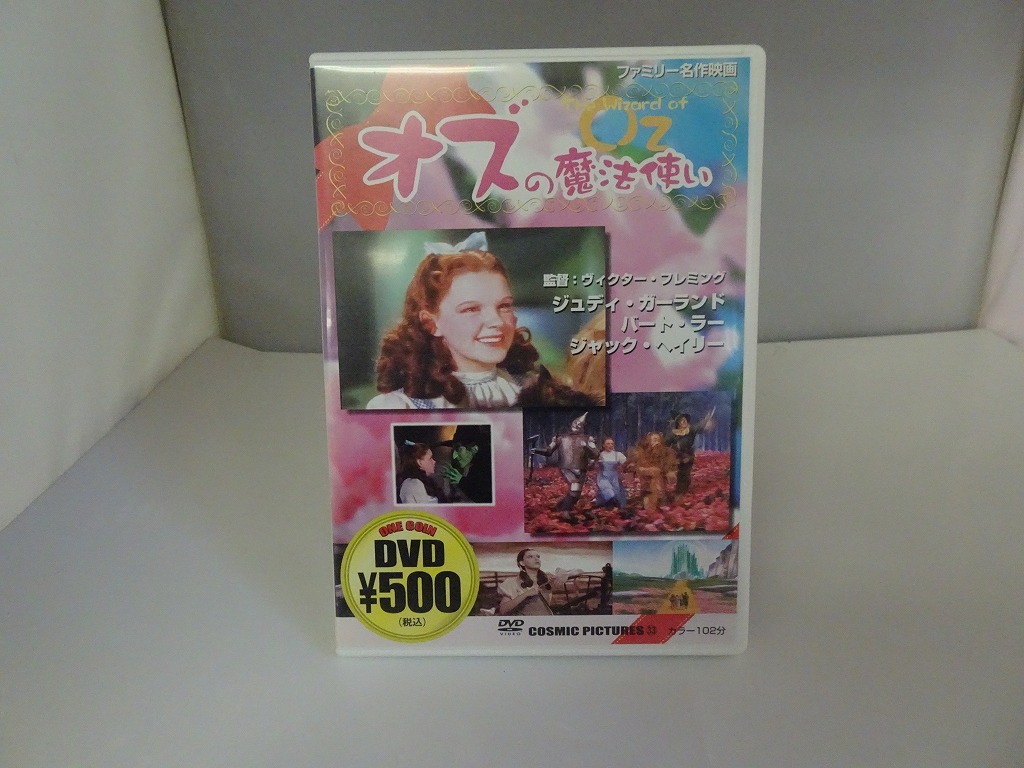 ファミリー名作映画
The Wizard of
Oz
オズの魔法使い
監督：ヴィクター・フレミング
ジュディ・ガーランド
バート・ラー
ジャック・ヘイリー
ONE COIN
DVD
¥500
(税込)
DVD
VIDEO
COSMIC PICTURES 33 カラー102分